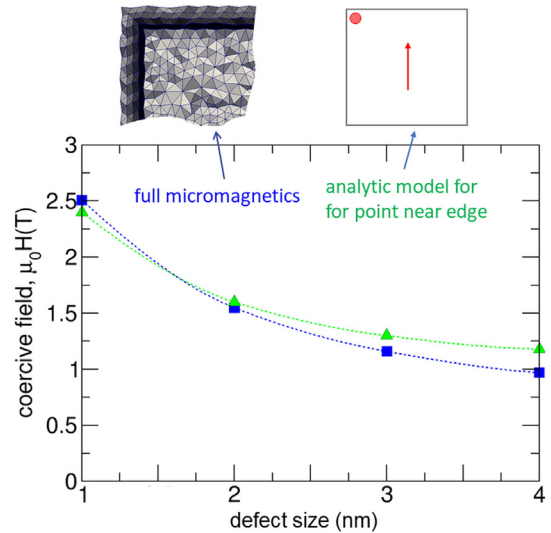 full micromagnetics
analytic model for
for point near edge
3
2.5
2
1.5
1
0.5
0
1
2
3
4
coercive field, μ₀H(T)
defect size (nm)